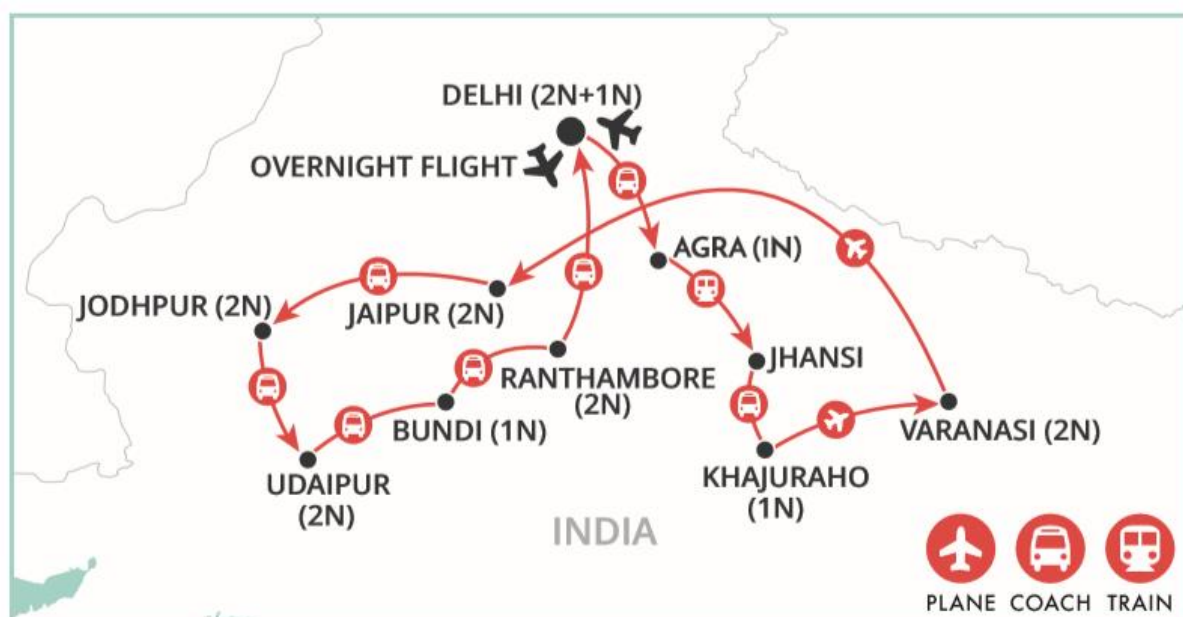 DELHI (2N+1N)
OVERNIGHT FLIGHT
AGRA (1N)
JODHPUR (2N)
JAIPUR (2N)
JHANSI
RANTHAMBORE
(2N)
BUNDI (1N)
VARANASI (2N)
UDAIPUR
(2N)
KHAJURAHO
(1N)
INDIA
PLANE COACH TRAIN